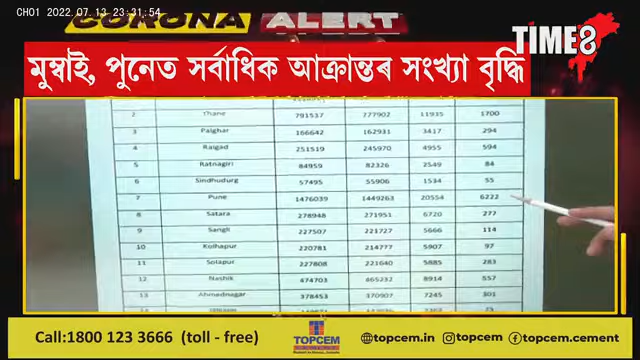 CH01 2022.07.13 23:31:54
CORONA ALERT
TIME8
মুম্বাই, পুনেত সৰ্বাধিক আক্ৰান্তৰ সংখ্যা বৃদ্ধি
2 Thane 791537 777902 11935 1700
3 Palghar 166642 162931 3417 294
4 Raigad 251519 245970 4955 594
5 Ratnagiri 84959 82326 2549 84
6 Sindhudurg 57495 55906 1534 55
7 Pune 1476039 1449263 20554 6222
8 Satara 278948 271951 6720 277
9 Sangli 227507 221727 5666 114
10 Kolhapur 220781 214777 5907 97
11 Solapur 227808 221640 5885 283
12 Nashik 474703 465232 8914 557
13 Ahmadnagar 378453 370907 7245 301
Call:1800 123 3666 (toll - free)
TOPCEM
topcem.in topcem topcem.cement